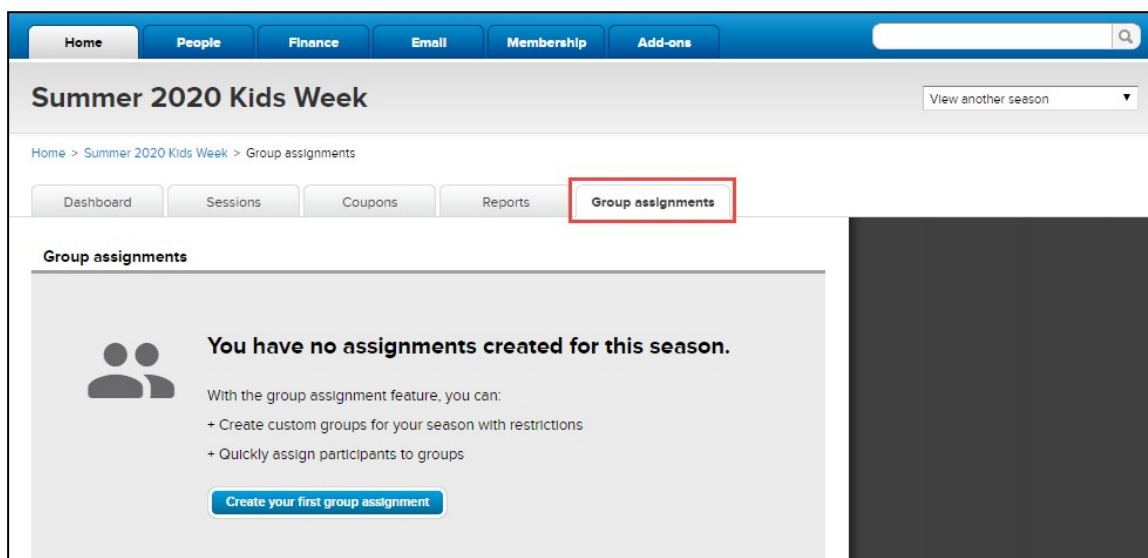 Home People Finance Email Membership Add-ons
Summer 2020 Kids Week
View another season
Home > Summer 2020 Kids Week > Group assignments
Dashboard Sessions Coupons Reports Group assignments
Group assignments
You have no assignments created for this season.
With the group assignment feature, you can:
+ Create custom groups for your season with restrictions
+ Quickly assign participants to groups
Create your first group assignment